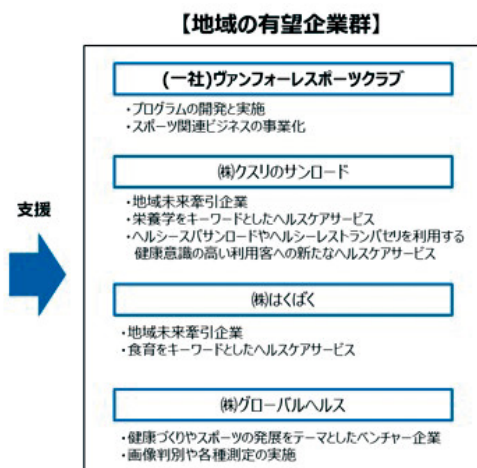 【地域の有望企業群】
(一社)ヴァンフォーレスポーツクラブ
・プログラムの開発と実施
・スポーツ関連ビジネスの事業化
㈱クスリのサンロード
・地域未来牽引企業
・栄養学をキーワードとしたヘルスケアサービス
・ヘルシースパサンロードやヘルシーレストランパセリを利用する
健康意識の高い利用客への新たなヘルスケアサービス
支援
㈱はくばく
・地域未来牽引企業
・食育をキーワードとしたヘルスケアサービス
㈱グローバルヘルス
・健康づくりやスポーツの発展をテーマとしたベンチャー企業
・画像判別や各種測定の実施